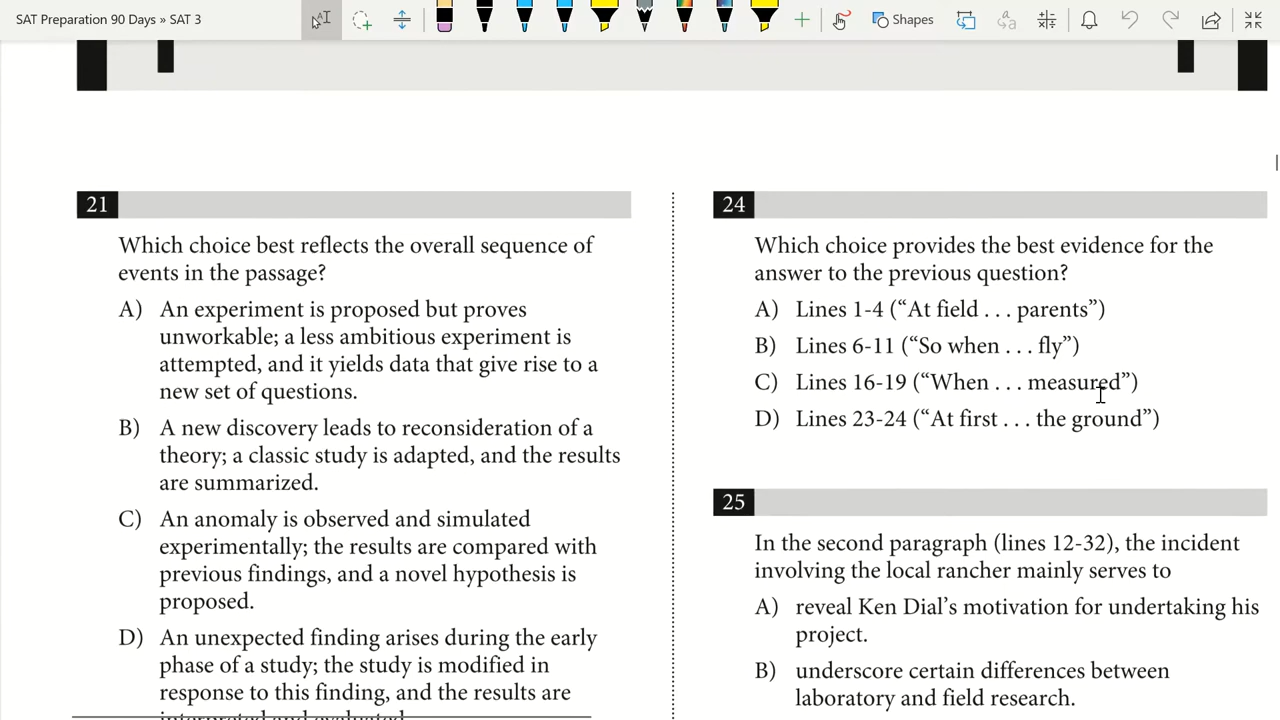 SAT Preparation 90 Days » SAT 3
Shapes
21
Which choice best reflects the overall sequence of
events in the passage?
A) An experiment is proposed but proves
unworkable; a less ambitious experiment is
attempted, and it yields data that give rise to a
new set of questions.
B) A new discovery leads to reconsideration of a
theory; a classic study is adapted, and the results
are summarized.
C) An anomaly is observed and simulated
experimentally; the results are compared with
previous findings, and a novel hypothesis is
proposed.
D) An unexpected finding arises during the early
phase of a study; the study is modified in
response to this finding, and the results are
interpreted and evaluated.
24
Which choice provides the best evidence for the
answer to the previous question?
A) Lines 1-4 (“At field . . . parents”)
B) Lines 6-11 (“So when . . . fly”)
C) Lines 16-19 (“When . . . measured”)
D) Lines 23-24 (“At first . . . the ground”)
25
In the second paragraph (lines 12-32), the incident
involving the local rancher mainly serves to
A) reveal Ken Dial’s motivation for undertaking his
project.
B) underscore certain differences between
laboratory and field research.